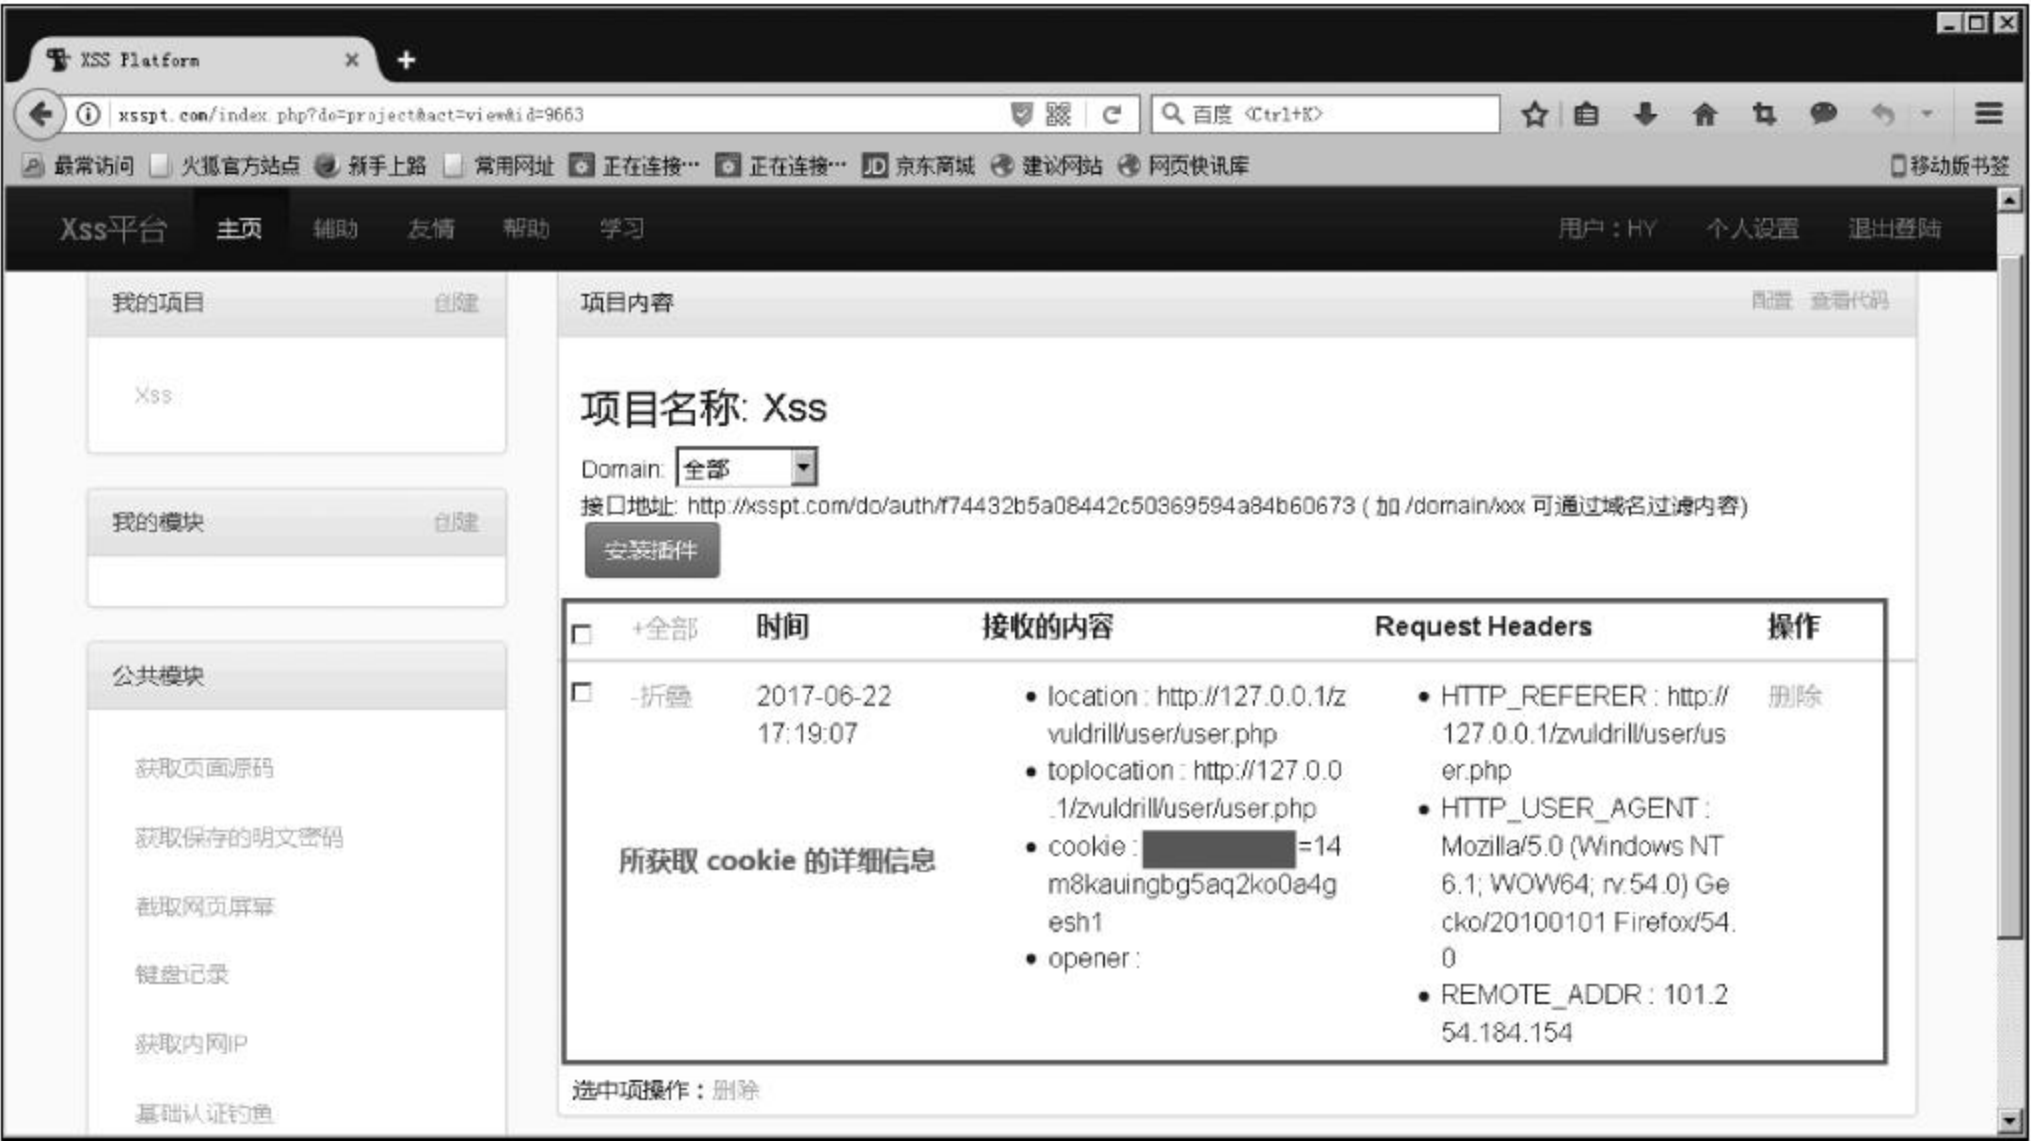 XSS Platform
xsspt.com/index.php?do=project&act=view&id=9663
百度 <Ctrl+K>
最常访问 火狐官方站点 新手上路 常用网址 正在连接… 正在连接… JD 京东商城 建议网站 网页快讯库 移动版书签
Xss平台 主页 辅助 友情 帮助 学习 用户：HY 个人设置 退出登陆
我的项目 创建
Xss
我的模块 创建
公共模块
获取页面源码
获取保存的明文密码
截取网页屏幕
键盘记录
获取内网IP
基础认证钓鱼
项目内容 配置 查看代码
项目名称: Xss
Domain: 全部
接口地址: http://xsspt.com/do/auth/f74432b5a08442c50369594a84b60673 ( 加 /domain/xxx 可通过域名过滤内容)
安装插件
+全部 时间 接收的内容 Request Headers 操作
-折叠
2017-06-22
17:19:07
所获取 cookie 的详细信息
location : http://127.0.0.1/z
vuldrill/user/user.php
toplocation : http://127.0.0
.1/zvuldrill/user/user.php
cookie : =14
m8kauingbg5aq2ko0a4g
esh1
opener :
HTTP_REFERER : http://
127.0.0.1/zvuldrill/user/us
er.php
HTTP_USER_AGENT :
Mozilla/5.0 (Windows NT
6.1; WOW64; rv:54.0) Ge
cko/20100101 Firefox/54.
0
REMOTE_ADDR : 101.2
54.184.154
删除
选中项操作：删除